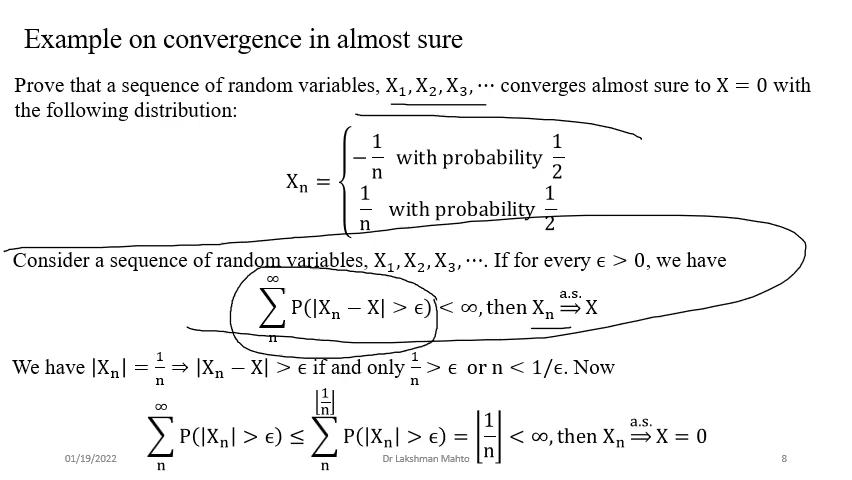 Example on convergence in almost sure
Prove that a sequence of random variables, X₁, X₂, X₃, ⋯ converges almost sure to X = 0 with
the following distribution:
Xₙ = { −1/n with probability 1/2
1/n with probability 1/2
Consider a sequence of random variables, X₁, X₂, X₃, ⋯. If for every ϵ > 0, we have
∑ₙ^∞ P(|Xₙ − X| > ϵ) < ∞, then Xₙ ⇒^{a.s.} X
We have |Xₙ| = 1/n ⇒ |Xₙ − X| > ϵ if and only 1/n > ϵ or n < 1/ϵ. Now
∑ₙ^∞ P(|Xₙ| > ϵ) ≤ ∑ₙ^{⌊1/n⌋} P(|Xₙ| > ϵ) = ⌊1/n⌋ < ∞, then Xₙ ⇒^{a.s.} X = 0
01/19/2022 Dr Lakshman Mahto 8